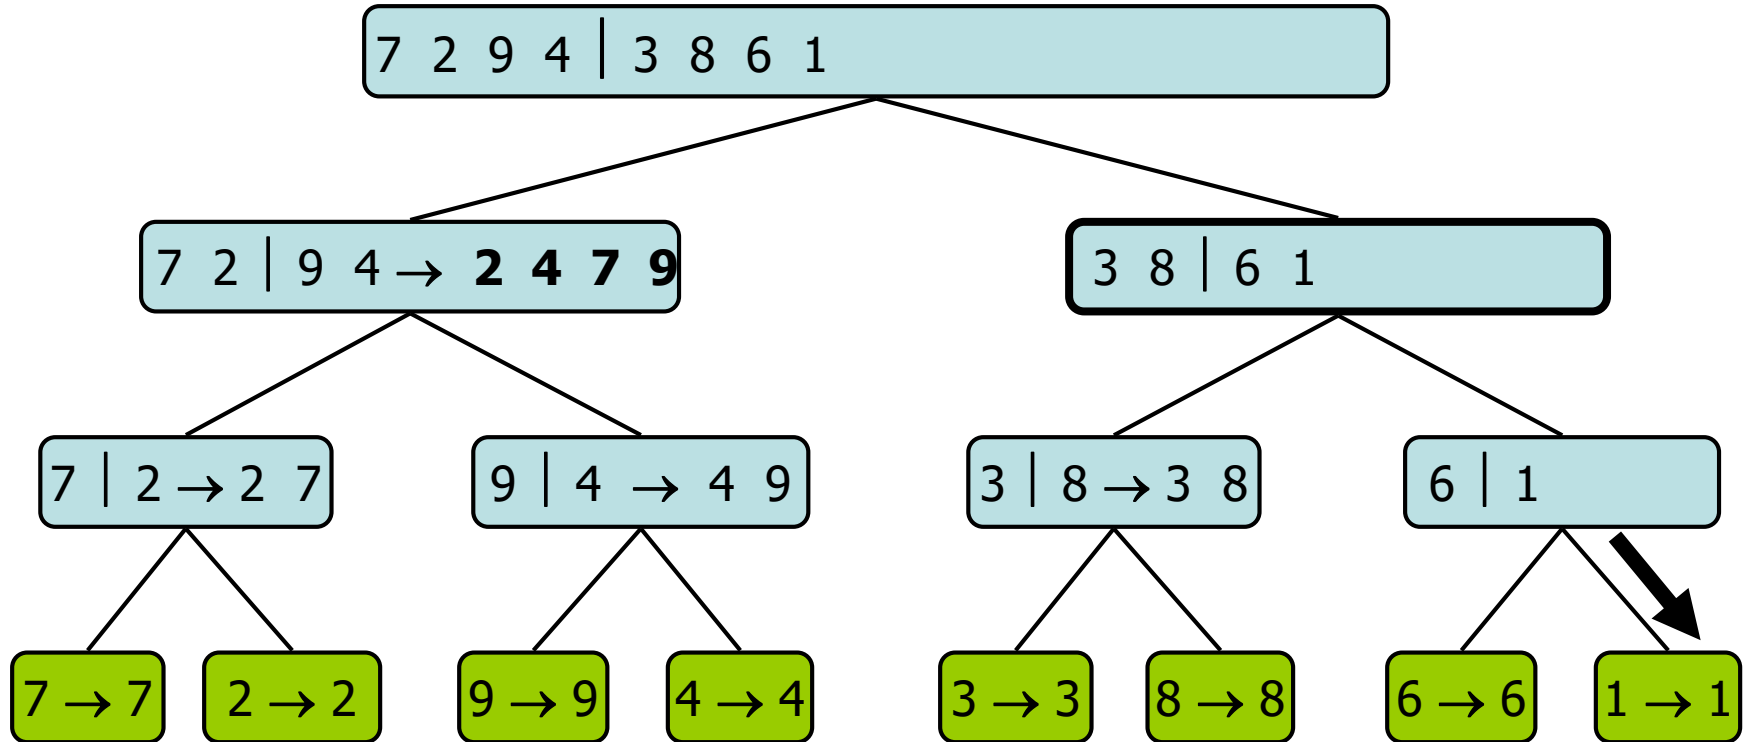 7 2 9 4 | 3 8 6 1
7 2 | 9 4 → 2 4 7 9
3 8 | 6 1
7 | 2 → 2 7
9 | 4 → 4 9
3 | 8 → 3 8
6 | 1
7 → 7
2 → 2
9 → 9
4 → 4
3 → 3
8 → 8
6 → 6
1 → 1